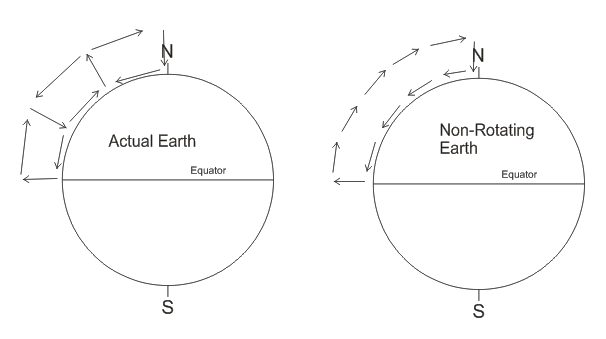 N
Actual Earth
Equator
S
N
Non-Rotating
Earth
Equator
S